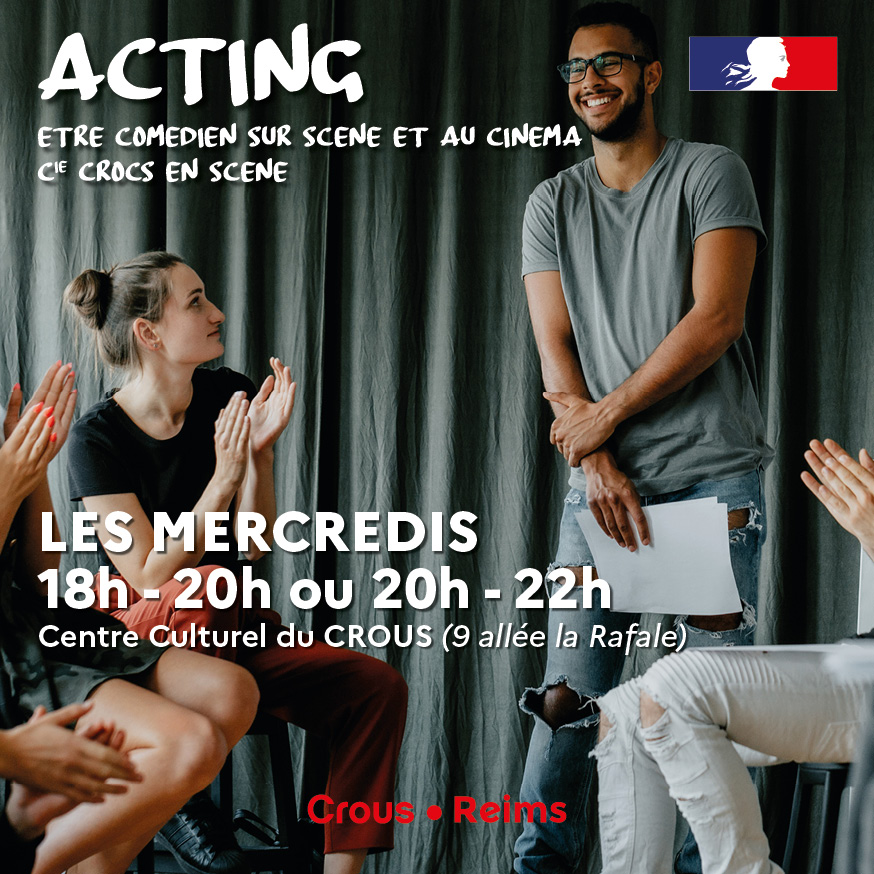 ACTING
ETRE COMEDIEN SUR SCENE ET AU CINEMA
CIE CROCS EN SCENE
LES MERCREDIS
18h - 20h ou 20h - 22h
Centre Culturel du CROUS (9 allée la Rafale)
Crous • Reims